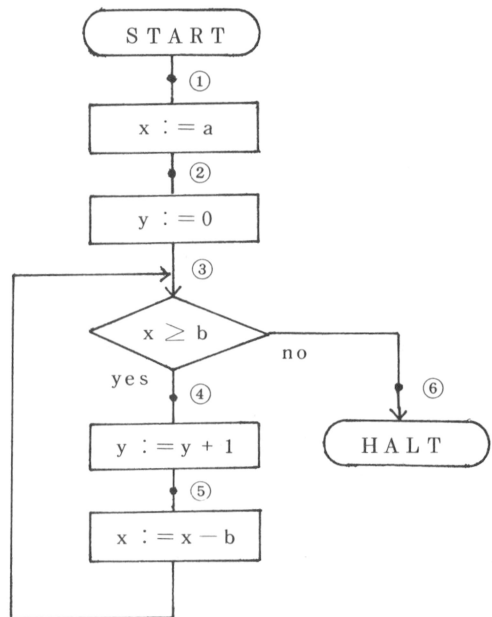 START
①
x := a
②
y := 0
③
x ≥ b
no
yes
④
⑥
y := y + 1
HALT
⑤
x := x − b